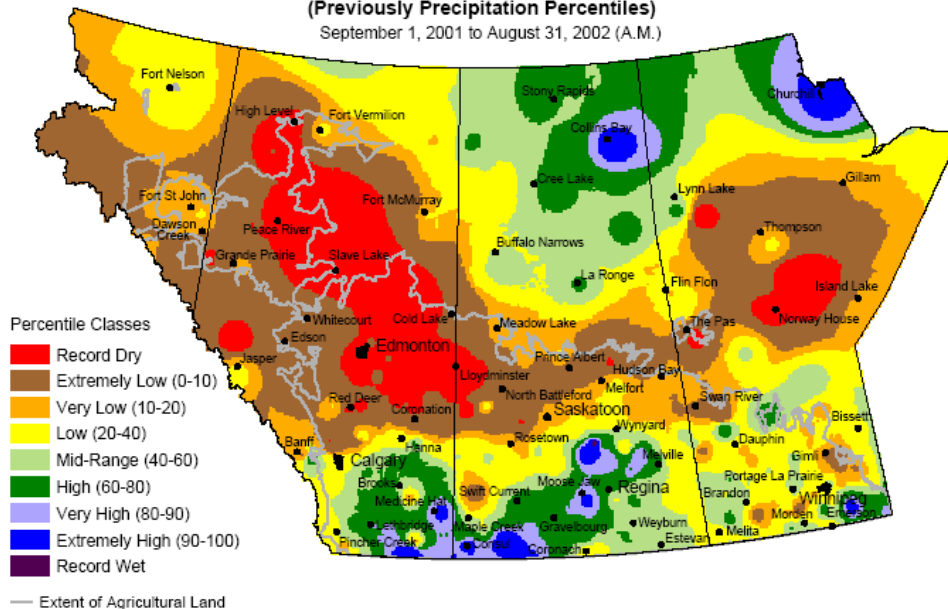 (Previously Precipitation Percentiles)
September 1, 2001 to August 31, 2002 (A.M.)
Fort Nelson
High Level
Fort Vermilion
Stony Rapids
Churchill
Collins Bay
Fort St John
Dawson
Creek
Peace River
Fort McMurray
Cree Lake
Lynn Lake
Gillam
Grande Prairie
Slave Lake
Buffalo Narrows
La Ronge
Thompson
Flin Flon
Island Lake
Norway House
Whitecourt
Cold Lake
Meadow Lake
The Pas
Edson
Edmonton
Prince Albert
Hudson Bay
Jasper
Lloydminster
North Battleford
Melfort
Red Deer
Coronation
Saskatoon
Swan River
Wynyard
Bissett
Banff
Hanna
Rosetown
Dauphin
Calgary
Melville
Gimli
Brooks
Moose Jaw
Regina
Portage La Prairie
Medicine Hat
Swift Current
Brandon
Winnipeg
Lethbridge
Maple Creek
Gravelbourg
Weyburn
Morden
Emerson
Pincher Creek
Consul
Coronach
Estevan
Melita
Percentile Classes
Record Dry
Extremely Low (0-10)
Very Low (10-20)
Low (20-40)
Mid-Range (40-60)
High (60-80)
Very High (80-90)
Extremely High (90-100)
Record Wet
Extent of Agricultural Land